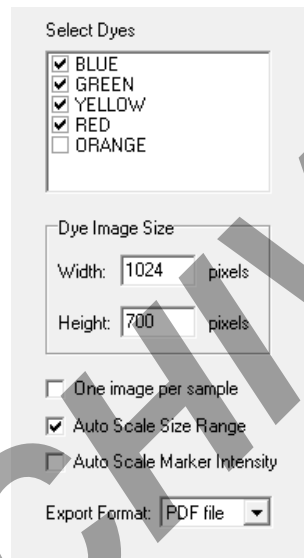 Select Dyes
BLUE
GREEN
YELLOW
RED
ORANGE
Dye Image Size
Width: 1024 pixels
Height: 700 pixels
One image per sample
Auto Scale Size Range
Auto Scale Marker Intensity
Export Format: PDF file